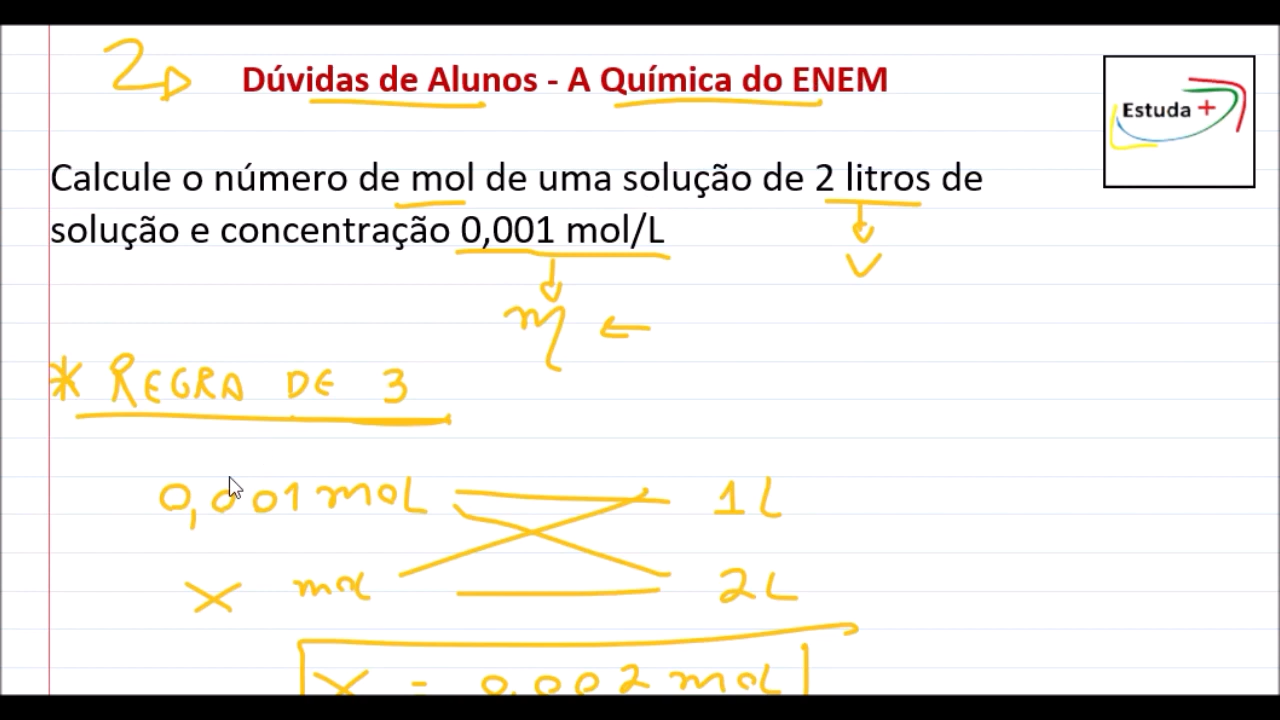 2
Dúvidas de Alunos - A Química do ENEM
Estuda +
Calcule o número de mol de uma solução de 2 litros de
solução e concentração 0,001 mol/L
V
M
* REGRA DE 3
0,001 mol 1L
X mol 2L
X = 0,002 mol